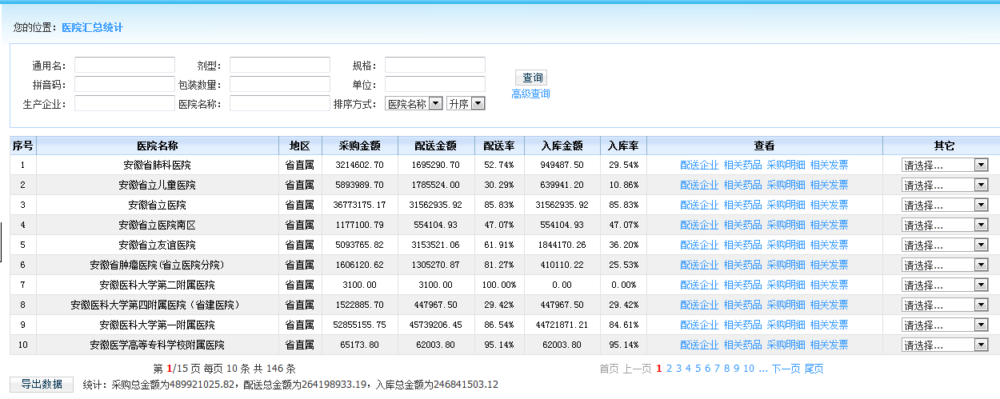 您的位置：医院汇总统计
通用名： 剂型： 规格：
查询
拼音码： 包装数量： 单位：
高级查询
生产企业： 医院名称： 排序方式： 医院名称 升序
序号 医院名称 地区 采购金额 配送金额 配送率 入库金额 入库率 查看 其它
1 安徽省肺科医院 省直属 3214602.70 1695290.70 52.74% 949487.50 29.54% 配送企业 相关药品 采购明细 相关发票 请选择...
2 安徽省立儿童医院 省直属 5893989.70 1785524.00 30.29% 639941.20 10.86% 配送企业 相关药品 采购明细 相关发票 请选择...
3 安徽省立医院 省直属 36773175.17 31562935.92 85.83% 31562935.92 85.83% 配送企业 相关药品 采购明细 相关发票 请选择...
4 安徽省立医院南区 省直属 1177100.79 554104.93 47.07% 554104.93 47.07% 配送企业 相关药品 采购明细 相关发票 请选择...
5 安徽省立友谊医院 省直属 5093765.82 3153521.06 61.91% 1844170.26 36.20% 配送企业 相关药品 采购明细 相关发票 请选择...
6 安徽省肿瘤医院(省立医院分院) 省直属 1606120.62 1305270.87 81.27% 410110.22 25.53% 配送企业 相关药品 采购明细 相关发票 请选择...
7 安徽医科大学第二附属医院 省直属 3100.00 3100.00 100.00% 0.00 0.00% 配送企业 相关药品 采购明细 相关发票 请选择...
8 安徽医科大学第四附属医院（省建医院） 省直属 1522885.70 447967.50 29.42% 447967.50 29.42% 配送企业 相关药品 采购明细 相关发票 请选择...
9 安徽医科大学第一附属医院 省直属 52855155.75 45739206.45 86.54% 44721871.21 84.61% 配送企业 相关药品 采购明细 相关发票 请选择...
10 安徽医学高等专科学校附属医院 省直属 65173.80 62003.80 95.14% 62003.80 95.14% 配送企业 相关药品 采购明细 相关发票 请选择...
第 1/15 页 每页 10 条 共 146 条 首页 上一页 1 2 3 4 5 6 7 8 9 10 ... 下一页 尾页
导出数据 统计：采购总金额为489921025.82，配送总金额为264198933.19，入库总金额为246841503.12